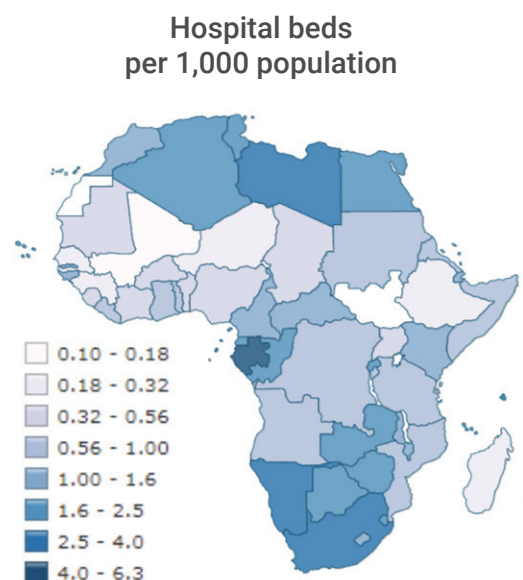 Hospital beds
per 1,000 population
0.10 - 0.18
0.18 - 0.32
0.32 - 0.56
0.56 - 1.00
1.00 - 1.6
1.6 - 2.5
2.5 - 4.0
4.0 - 6.3